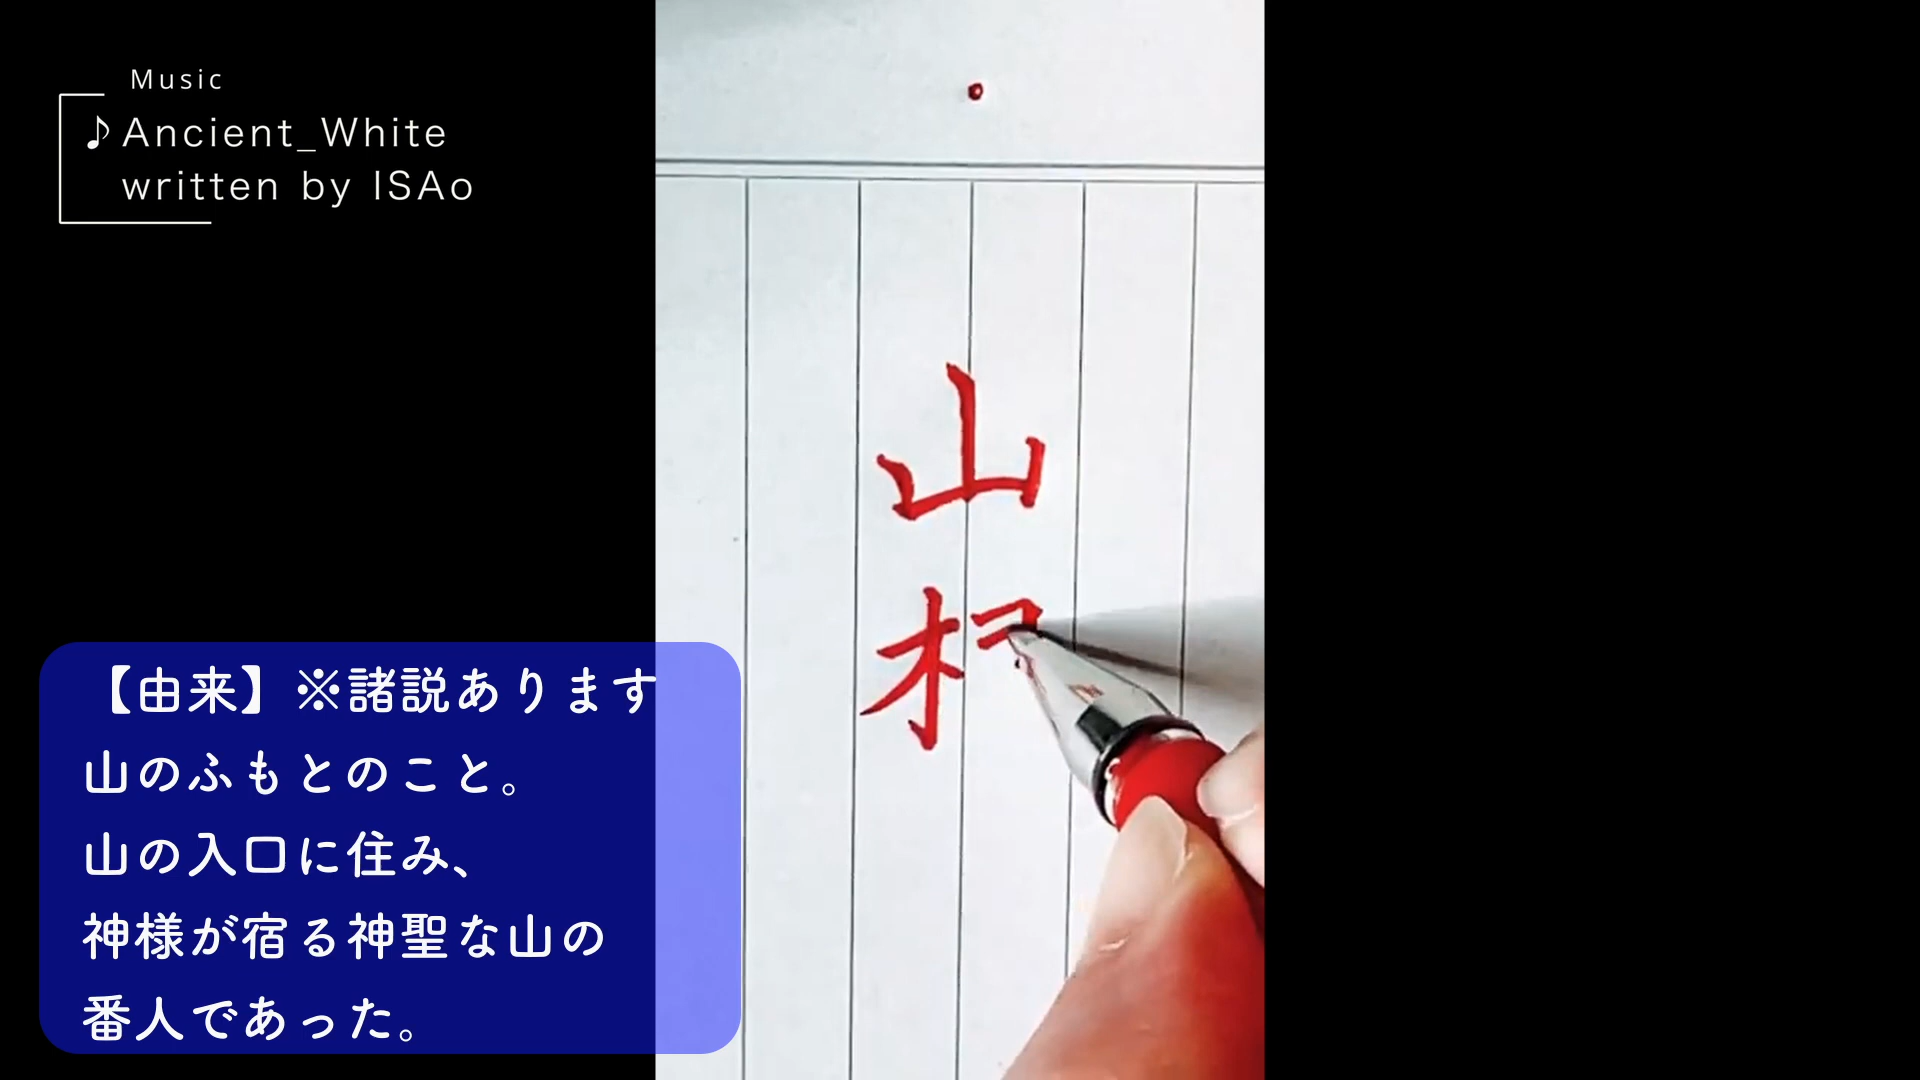 Music
♪Ancient_White
written by ISAo
山
【由来】※諸説あります
山のふもとのこと。
山の入口に住み、
神様が宿る神聖な山の
番人であった。